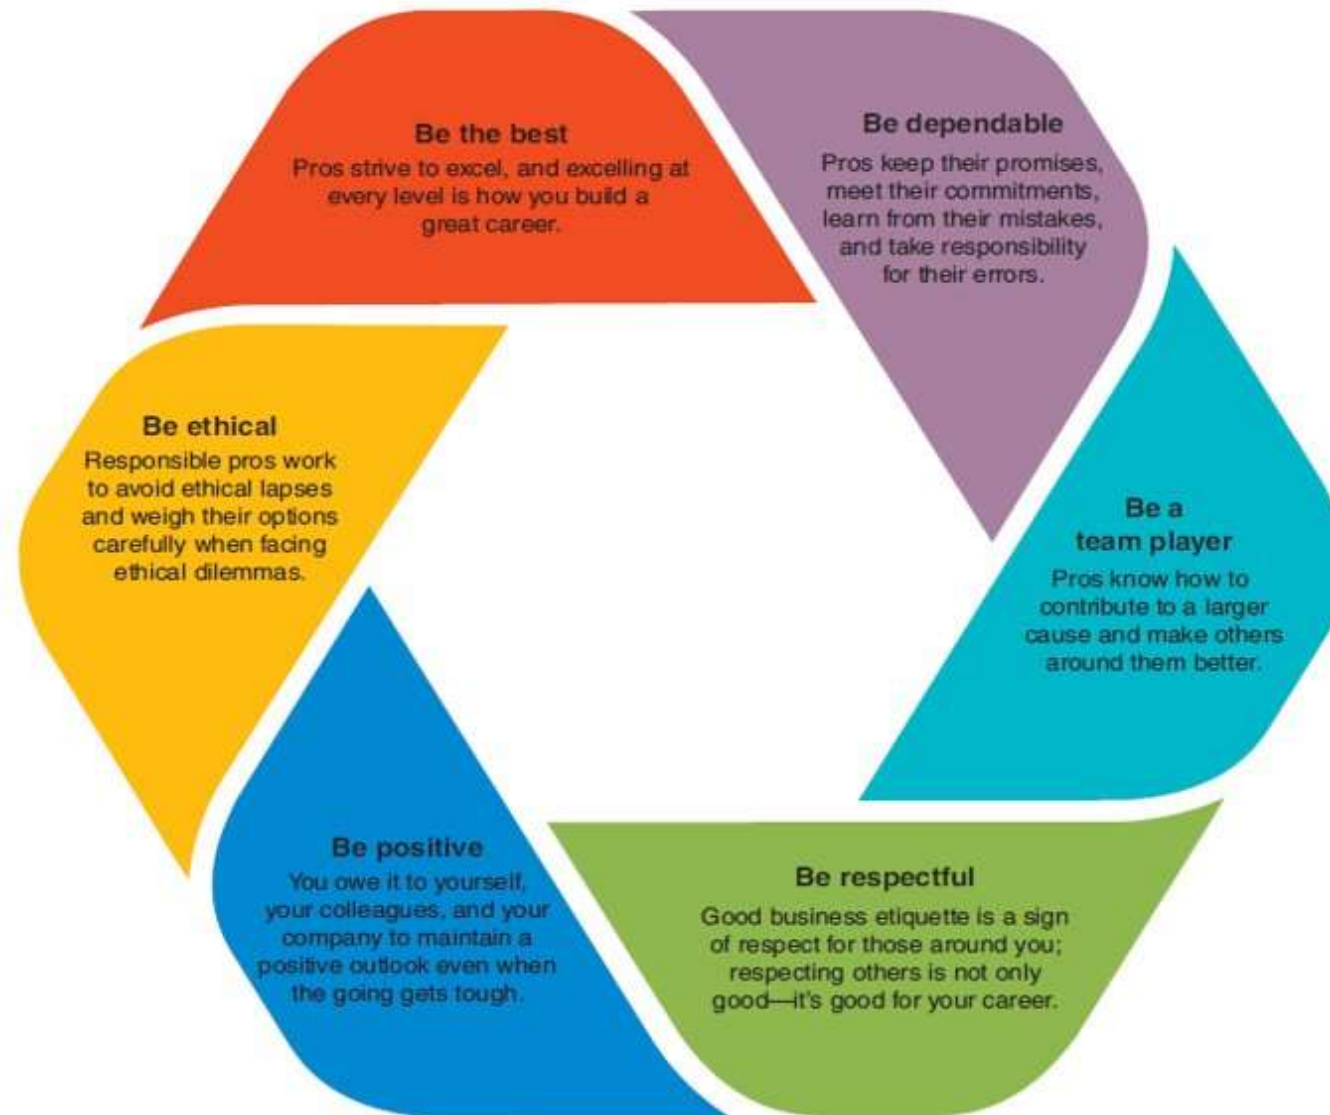 Be the best
Pros strive to excel, and excelling at
every level is how you build a
great career.
Be dependable
Pros keep their promises,
meet their commitments,
learn from their mistakes,
and take responsibility
for their errors.
Be a
team player
Pros know how to
contribute to a larger
cause and make others
around them better.
Be respectful
Good business etiquette is a sign
of respect for those around you;
respecting others is not only
good—it's good for your career.
Be positive
You owe it to yourself,
your colleagues, and your
company to maintain a
positive outlook even when
the going gets tough.
Be ethical
Responsible pros work
to avoid ethical lapses
and weigh their options
carefully when facing
ethical dilemmas.